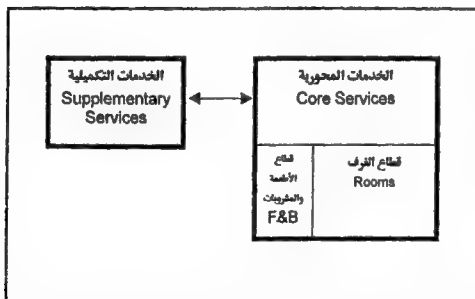 الخدمات التكميلية
Supplementary
Services
الخدمات المحورية
Core Services
قطاع
الأطعمة
والمشروبات
F&B
قطاع الغرف
Rooms